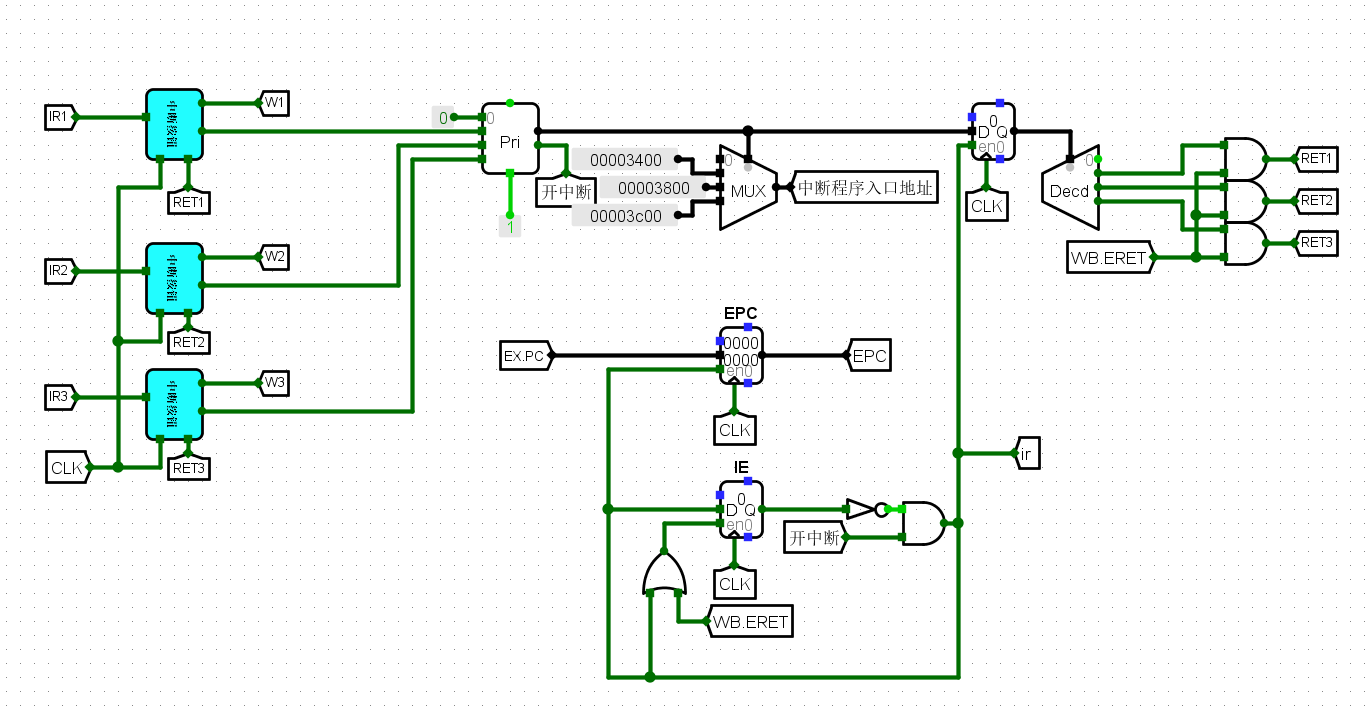 IR1
W1
RET1
IR2
W2
RET2
IR3
W3
RET3
CLK
0
0
Pri
1
开中断
00003400
00003800
00003c00
0
MUX
中断程序入口地址
0
D Q
en0
CLK
0
Decd
WB.ERET
RET1
RET2
RET3
EPC
EX.PC
0000
0000
en0
EPC
CLK
IE
0
D Q
en0
CLK
开中断
WB.ERET
ir